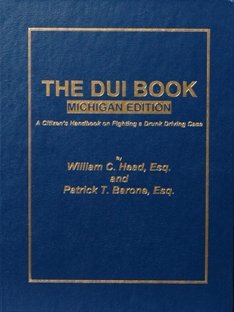 THE DUI BOOK
MICHIGAN EDITION
A Citizen's Handbook on Fighting a Drunk Driving Case
By
William C. Head, Esq.
and
Patrick T. Barone, Esq.